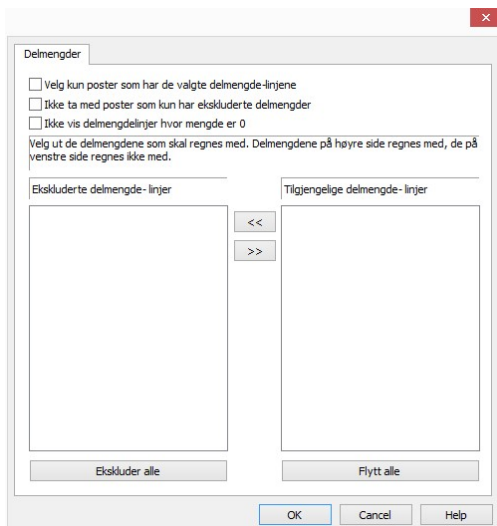 Delmengder
Velg kun poster som har de valgte delmengde-linjene
Ikke ta med poster som kun har ekskluderte delmengder
Ikke vis delmengdelinjer hvor mengde er 0
Velg ut de delmengdene som skal regnes med. Delmengdene på høyre side regnes med, de på
venstre side regnes ikke med.
Ekskluderte delmengde- linjer
Tilgjengelige delmengde- linjer
<<
>>
Ekskluder alle
Flytt alle
OK
Cancel
Help